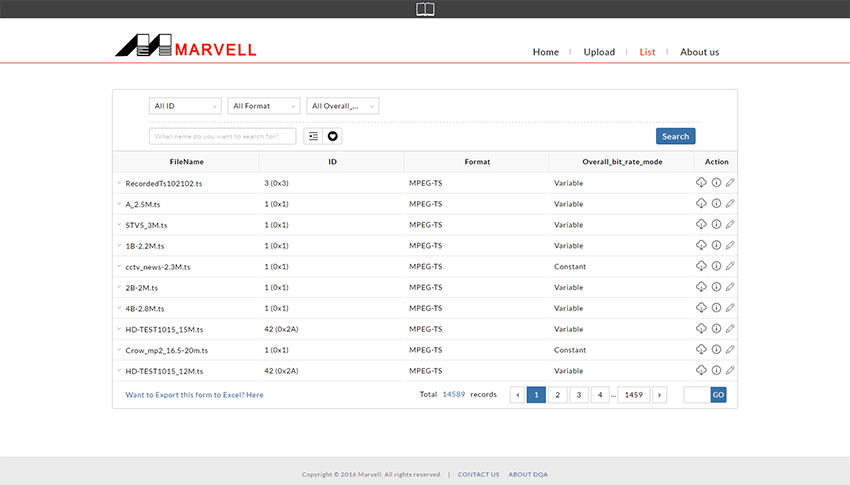 MARVELL
Home | Upload | List | About us
All ID All Format All Overall_...
What name do you want to search for? Search
FileName ID Format Overall_bit_rate_mode Action
RecordedTs102102.ts 3 (0x3) MPEG-TS Variable
A_2.5M.ts 1 (0x1) MPEG-TS Variable
STV5_3M.ts 1 (0x1) MPEG-TS Variable
1B-2.2M.ts 1 (0x1) MPEG-TS Variable
cctv_news-2.3M.ts 1 (0x1) MPEG-TS Constant
2B-2M.ts 1 (0x1) MPEG-TS Variable
4B-2.8M.ts 1 (0x1) MPEG-TS Variable
HD-TEST1015_15M.ts 42 (0x2A) MPEG-TS Variable
Crow_mp2_16.5-20m.ts 1 (0x1) MPEG-TS Constant
HD-TEST1015_12M.ts 42 (0x2A) MPEG-TS Variable
Want to Export this form to Excel? Here Total 14589 records 1 2 3 4 ... 1459 GO
Copyright © 2016 Marvell. All rights reserved. | CONTACT US ABOUT DQA